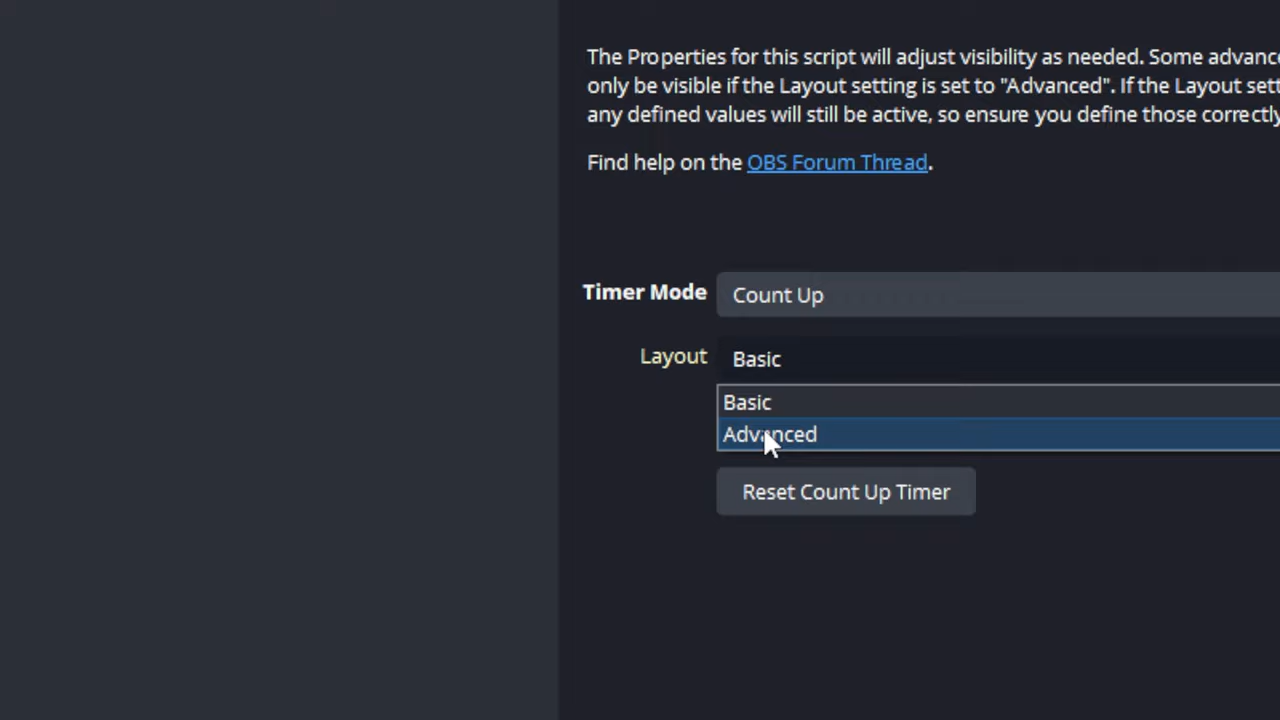 The Properties for this script will adjust visibility as needed. Some
only be visible if the Layout setting is set to "Advanced". If the Layout
any defined values will still be active, so ensure you define those correctly
Find help on the OBS Forum Thread.
Timer Mode Count Up
Layout Basic
Basic
Advanced
Reset Count Up Timer